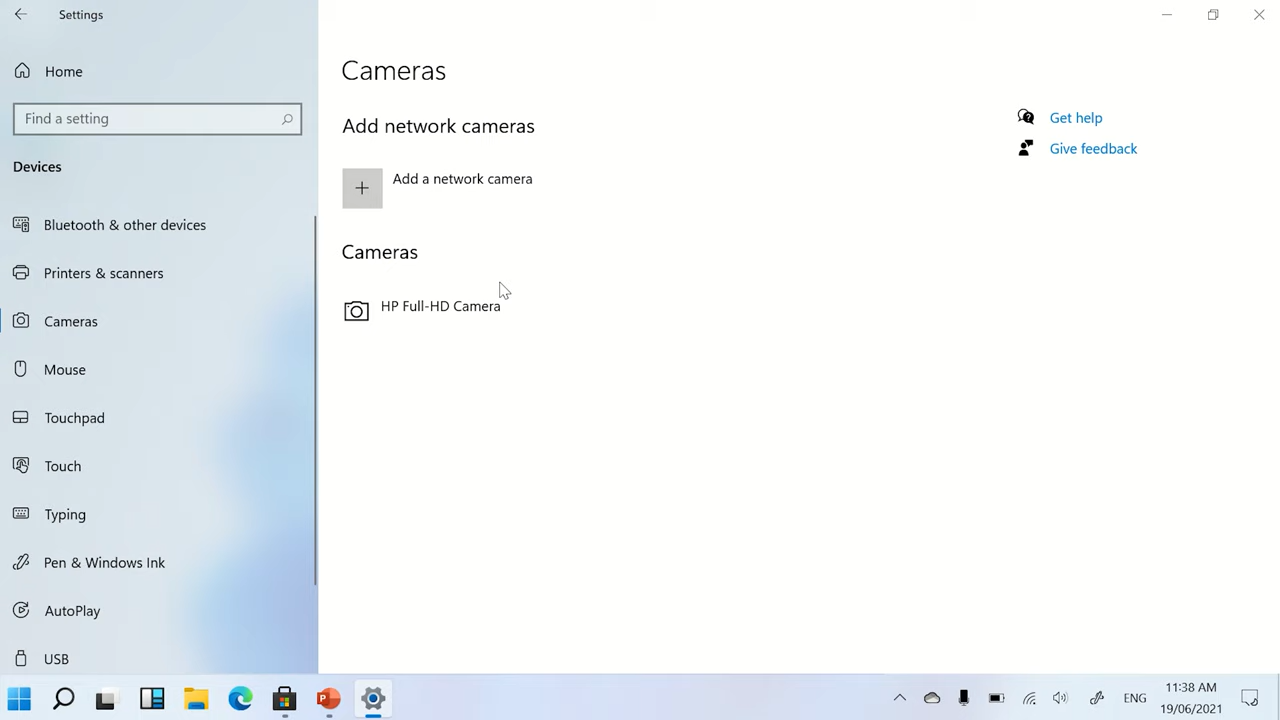 Settings
Home
Find a setting
Devices
Bluetooth & other devices
Printers & scanners
Cameras
Mouse
Touchpad
Touch
Typing
Pen & Windows Ink
AutoPlay
USB
Cameras
Add network cameras
Add a network camera
Cameras
HP Full-HD Camera
Get help
Give feedback
ENG
11:38 AM
19/06/2021